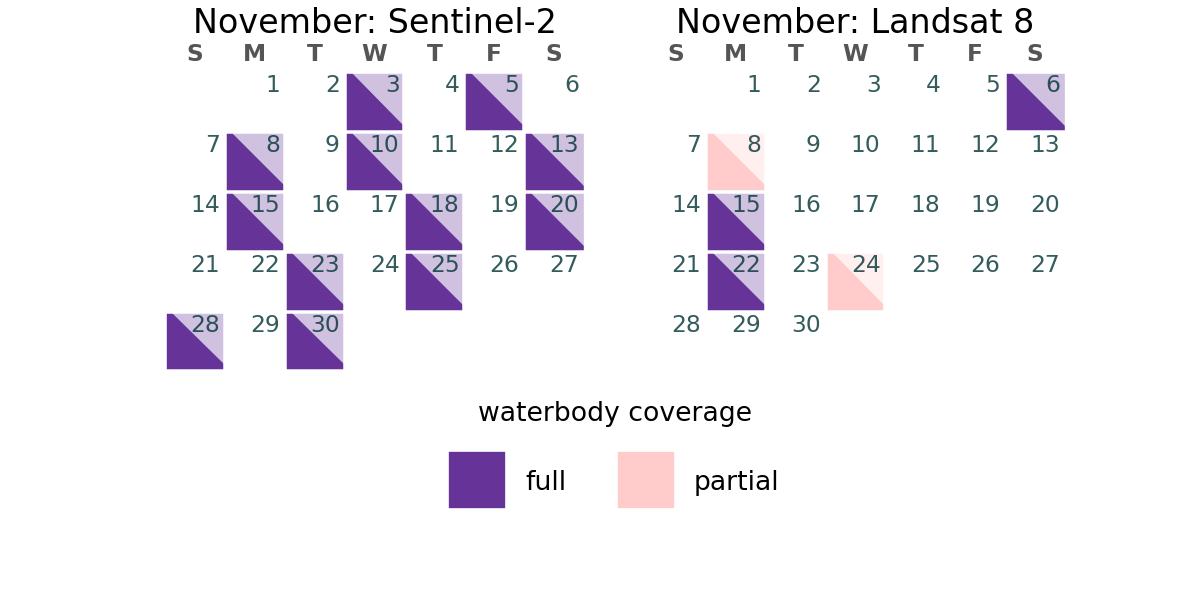 November: Sentinel-2
S M T W T F S
1 2 3 4 5 6
7 8 9 10 11 12 13
14 15 16 17 18 19 20
21 22 23 24 25 26 27
28 29 30
November: Landsat 8
S M T W T F S
1 2 3 4 5 6
7 8 9 10 11 12 13
14 15 16 17 18 19 20
21 22 23 24 25 26 27
28 29 30
waterbody coverage
full partial